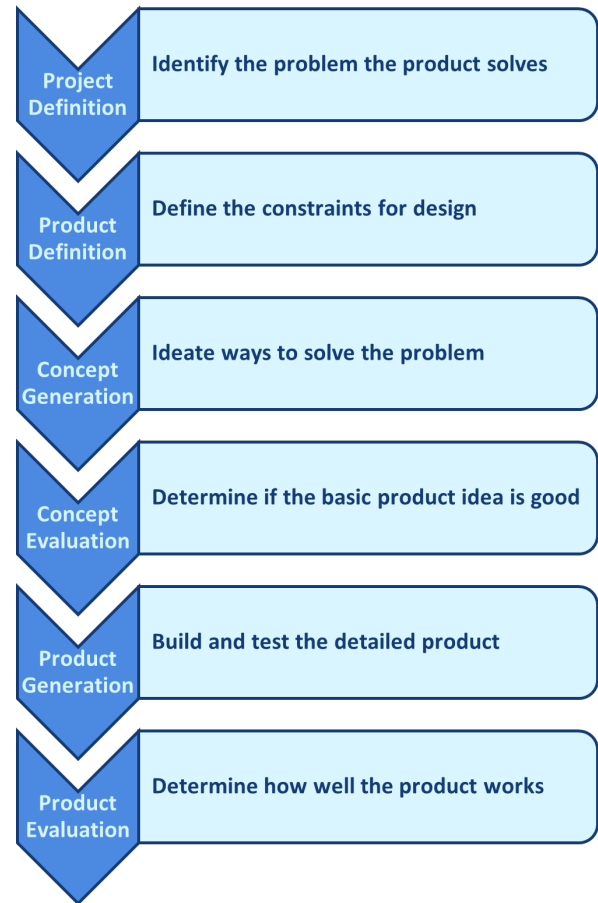 Project
Definition
Identify the problem the product solves
Product
Definition
Define the constraints for design
Concept
Generation
Ideate ways to solve the problem
Concept
Evaluation
Determine if the basic product idea is good
Product
Generation
Build and test the detailed product
Product
Evaluation
Determine how well the product works